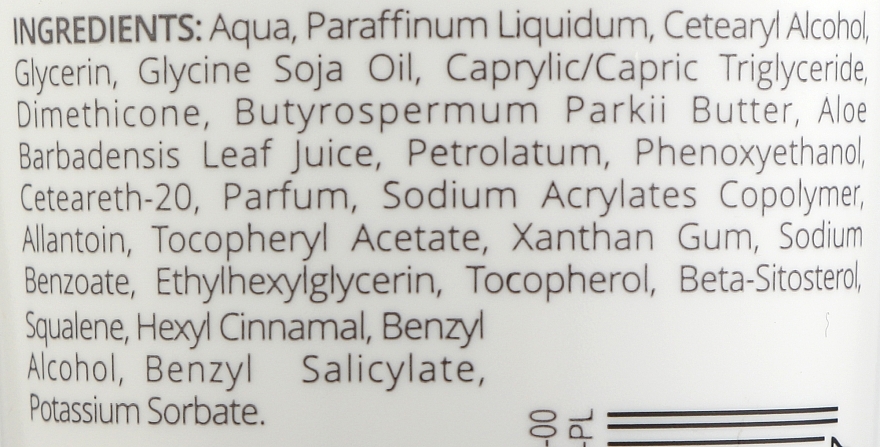 INGREDIENTS: Aqua, Paraffinum Liquidum, Cetearyl Alcohol,
Glycerin, Glycine Soja Oil, Caprylic/Capric Triglyceride,
Dimethicone, Butyrospermum Parkii Butter, Aloe
Barbadensis Leaf Juice, Petrolatum, Phenoxyethanol,
Ceteareth-20, Parfum, Sodium Acrylates Copolymer,
Allantoin, Tocopheryl Acetate, Xanthan Gum, Sodium
Benzoate, Ethylhexylglycerin, Tocopherol, Beta-Sitosterol,
Squalene, Hexyl Cinnamal, Benzyl
Alcohol, Benzyl Salicylate,
Potassium Sorbate.
-00
-PL